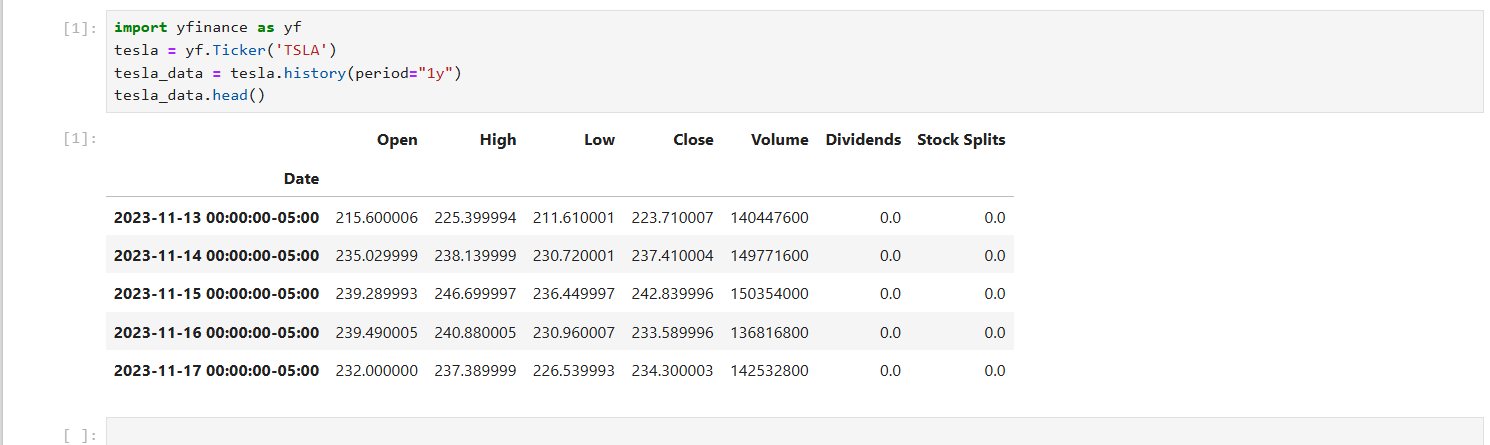 [1]: import yfinance as yf
tesla = yf.Ticker('TSLA')
tesla_data = tesla.history(period="1y")
tesla_data.head()
[1]: Open High Low Close Volume Dividends Stock Splits
Date
2023-11-13 00:00:00-05:00 215.600006 225.399994 211.610001 223.710007 140447600 0.0 0.0
2023-11-14 00:00:00-05:00 235.029999 238.139999 230.720001 237.410004 149771600 0.0 0.0
2023-11-15 00:00:00-05:00 239.289993 246.699997 236.449997 242.839996 150354000 0.0 0.0
2023-11-16 00:00:00-05:00 239.490005 240.880005 230.960007 233.589996 136816800 0.0 0.0
2023-11-17 00:00:00-05:00 232.000000 237.389999 226.539993 234.300003 142532800 0.0 0.0
[ ]: